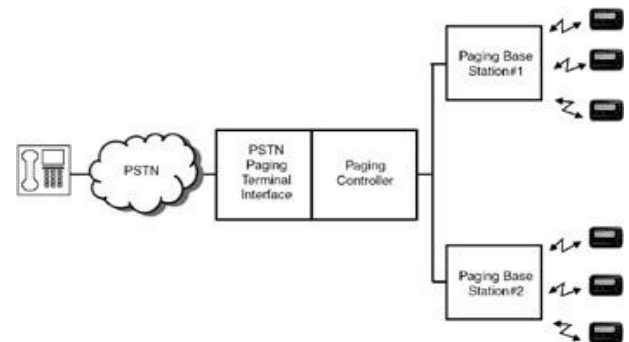 PSTN
PSTN
Paging
Terminal
Interface
Paging
Controller
Paging Base
Station#1
Paging Base
Station#2